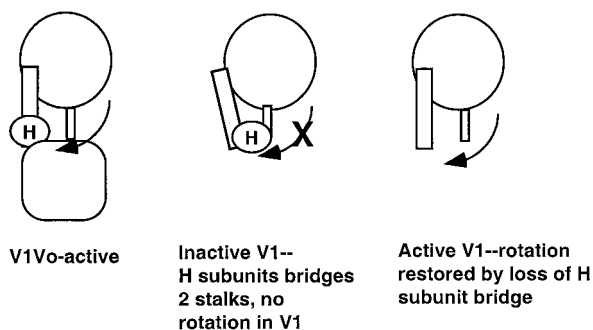 H
H
X
V1Vo-active
Inactive V1--
H subunits bridges
2 stalks, no
rotation in V1
Active V1--rotation
restored by loss of H
subunit bridge